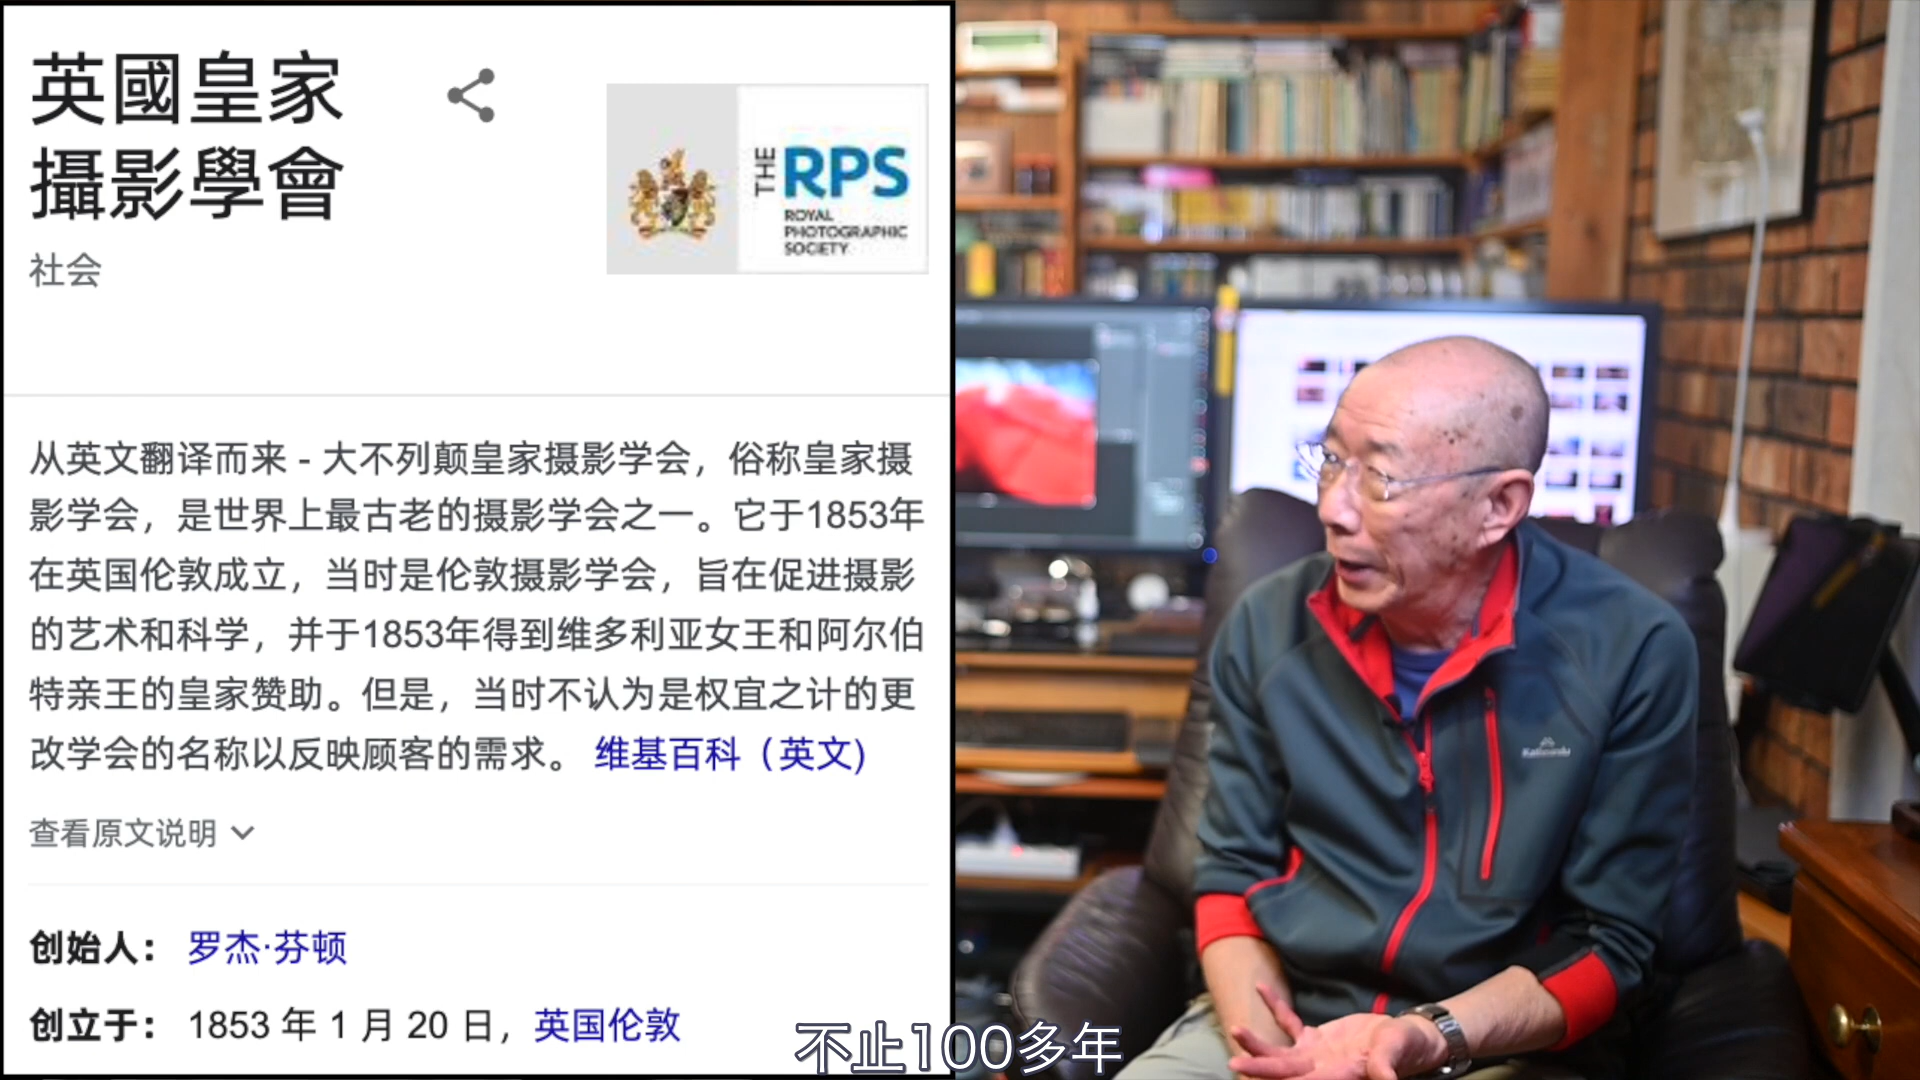 英國皇家
攝影學會
社会
THE
RPS
ROYAL
PHOTOGRAPHIC
SOCIETY
从英文翻译而来 - 大不列颠皇家摄影学会，俗称皇家摄
影学会，是世界上最古老的摄影学会之一。它于1853年
在英国伦敦成立，当时是伦敦摄影学会，旨在促进摄影
的艺术和科学，并于1853年得到维多利亚女王和阿尔伯
特亲王的皇家赞助。但是，当时不认为是权宜之计的更
改学会的名称以反映顾客的需求。 维基百科（英文)
查看原文说明
创始人： 罗杰·芬顿
创立于： 1853 年 1 月 20 日，英国伦敦
Kathmandu
不止100多年